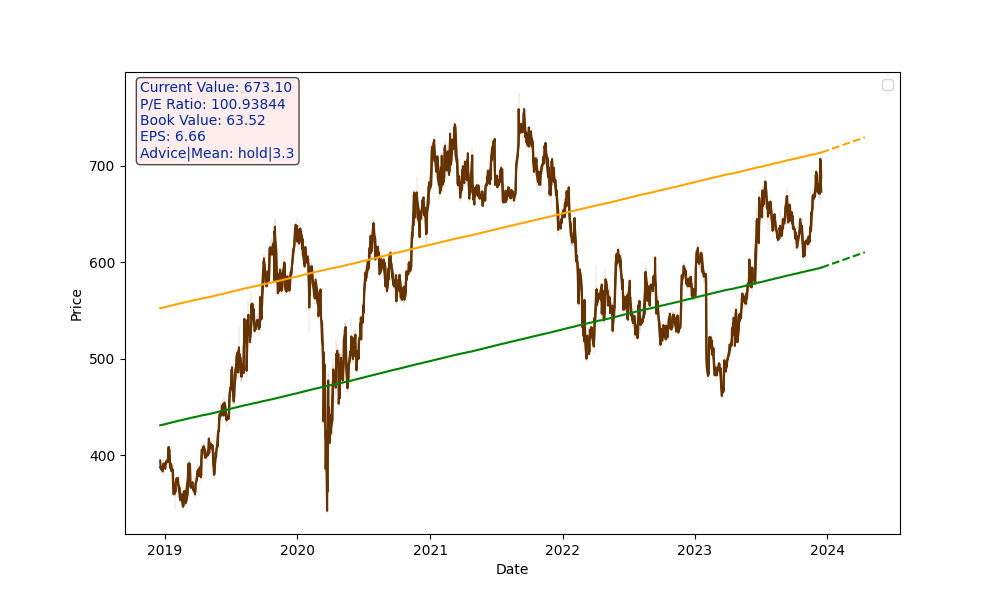 Current Value: 673.10
P/E Ratio: 100.93844
Book Value: 63.52
EPS: 6.66
Advice|Mean: hold|3.3
700
600
500
400
Price
2019 2020 2021 2022 2023 2024
Date